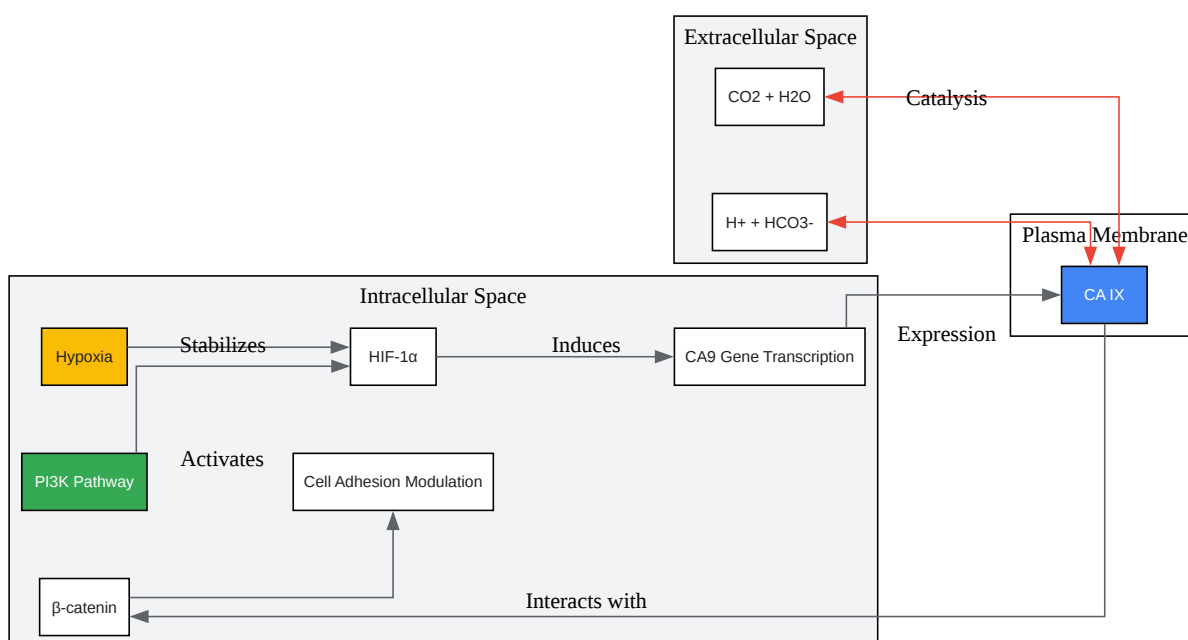 Extracellular Space
CO2 + H2O
Catalysis
H+ + HCO3-
Plasma Membrane
CA IX
Intracellular Space
Hypoxia
Stabilizes
HIF-1α
Induces
CA9 Gene Transcription
Expression
PI3K Pathway
Activates
Cell Adhesion Modulation
β-catenin
Interacts with